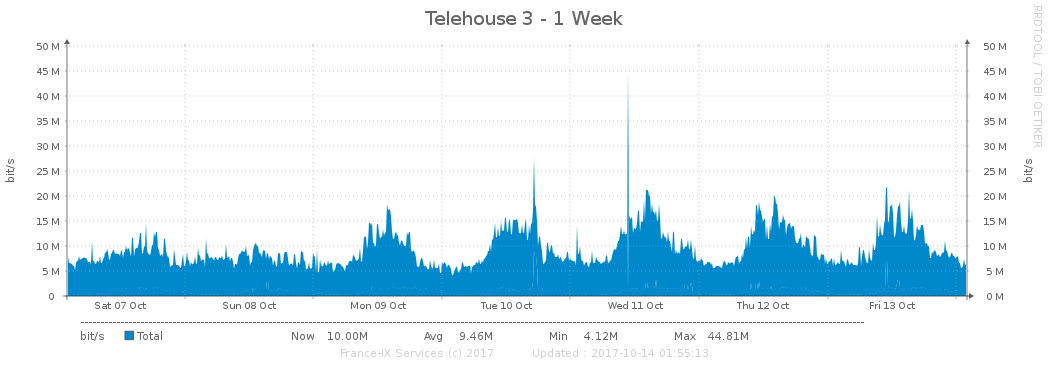 Telehouse 3 - 1 Week
RRDTOOL / TOBI OETIKER
bit/s
bit/s
50 M 50 M
45 M 45 M
40 M 40 M
35 M 35 M
30 M 30 M
25 M 25 M
20 M 20 M
15 M 15 M
10 M 10 M
5 M 5 M
0 0 M
Sat 07 Oct Sun 08 Oct Mon 09 Oct Tue 10 Oct Wed 11 Oct Thu 12 Oct Fri 13 Oct
bit/s Total Now 10.00M Avg 9.46M Min 4.12M Max 44.81M
France-IX Services (c) 2017 Updated : 2017-10-14 01:55:13